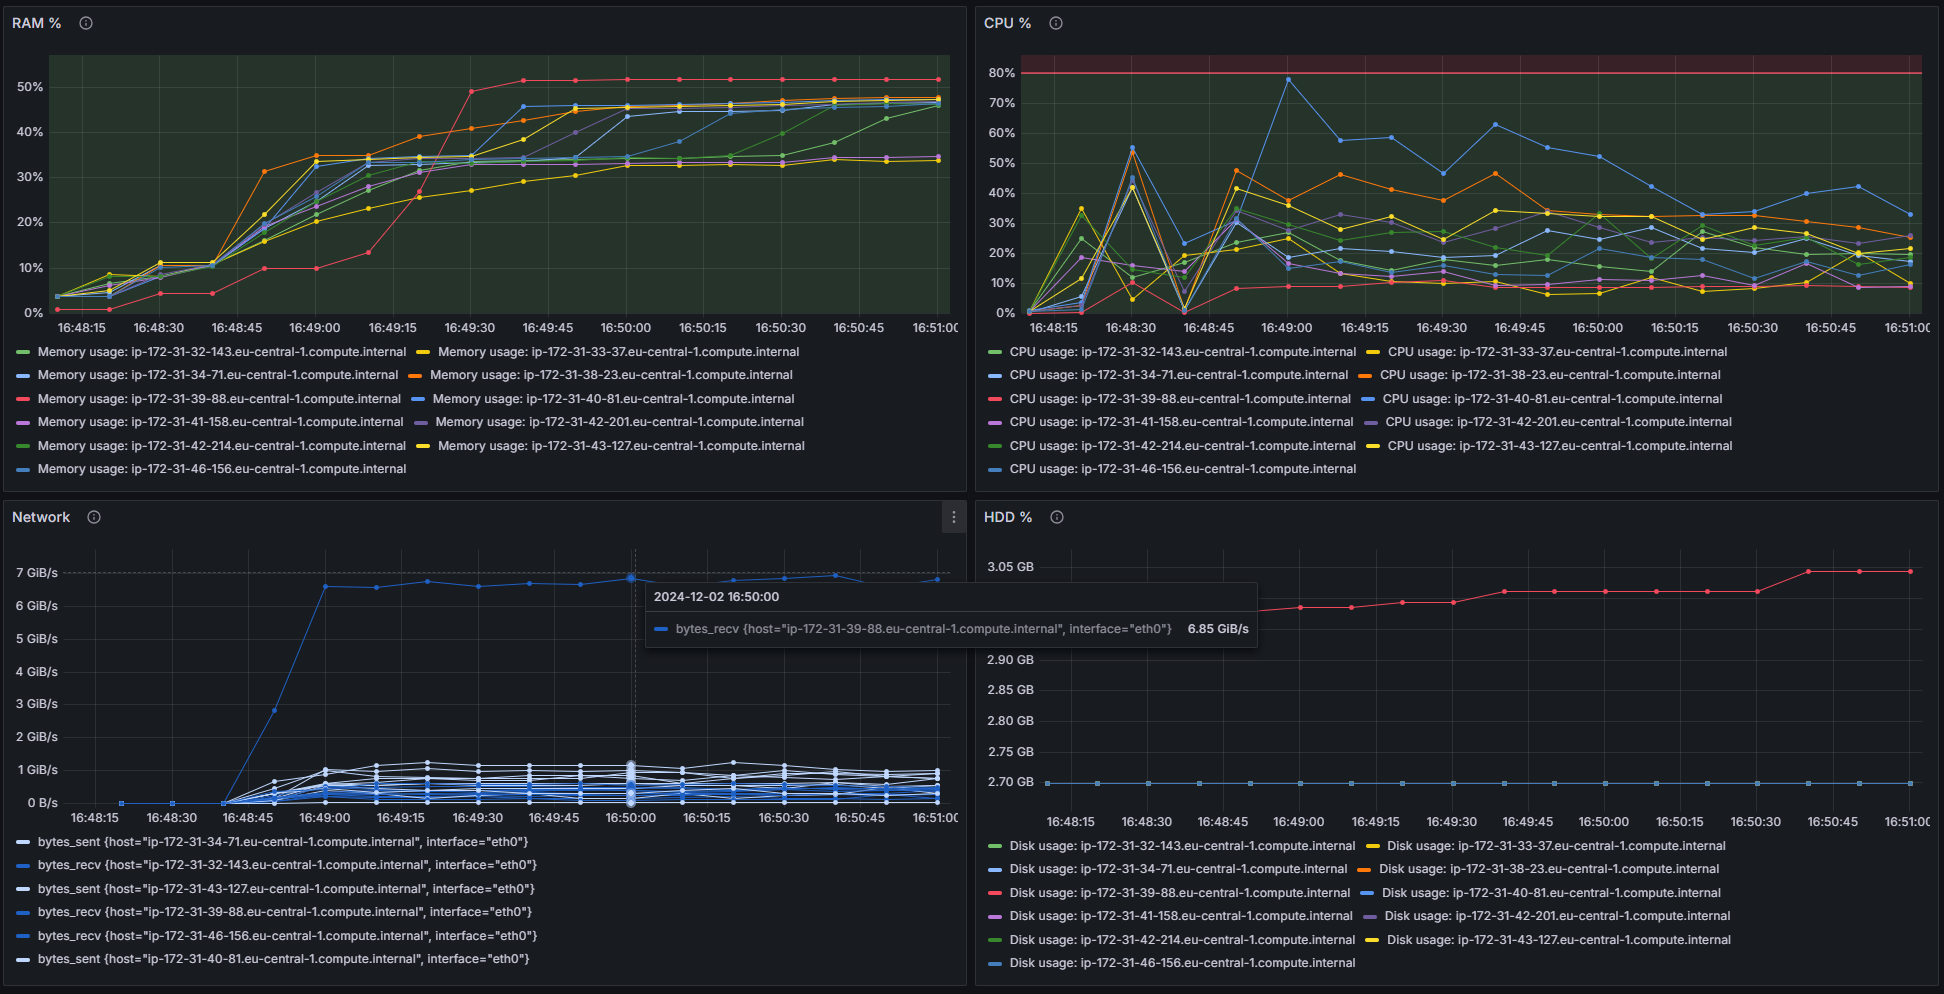 RAM %
50%
40%
30%
20%
10%
0%
16:48:15 16:48:30 16:48:45 16:49:00 16:49:15 16:49:30 16:49:45 16:50:00 16:50:15 16:50:30 16:50:45 16:51:00
Memory usage: ip-172-31-32-143.eu-central-1.compute.internal Memory usage: ip-172-31-33-37.eu-central-1.compute.internal
Memory usage: ip-172-31-34-71.eu-central-1.compute.internal Memory usage: ip-172-31-38-23.eu-central-1.compute.internal
Memory usage: ip-172-31-39-88.eu-central-1.compute.internal Memory usage: ip-172-31-40-81.eu-central-1.compute.internal
Memory usage: ip-172-31-41-158.eu-central-1.compute.internal Memory usage: ip-172-31-42-201.eu-central-1.compute.internal
Memory usage: ip-172-31-42-214.eu-central-1.compute.internal Memory usage: ip-172-31-43-127.eu-central-1.compute.internal
Memory usage: ip-172-31-46-156.eu-central-1.compute.internal
CPU %
80%
70%
60%
50%
40%
30%
20%
10%
0%
16:48:15 16:48:30 16:48:45 16:49:00 16:49:15 16:49:30 16:49:45 16:50:00 16:50:15 16:50:30 16:50:45 16:51:00
CPU usage: ip-172-31-32-143.eu-central-1.compute.internal CPU usage: ip-172-31-33-37.eu-central-1.compute.internal
CPU usage: ip-172-31-34-71.eu-central-1.compute.internal CPU usage: ip-172-31-38-23.eu-central-1.compute.internal
CPU usage: ip-172-31-39-88.eu-central-1.compute.internal CPU usage: ip-172-31-40-81.eu-central-1.compute.internal
CPU usage: ip-172-31-41-158.eu-central-1.compute.internal CPU usage: ip-172-31-42-201.eu-central-1.compute.internal
CPU usage: ip-172-31-42-214.eu-central-1.compute.internal CPU usage: ip-172-31-43-127.eu-central-1.compute.internal
CPU usage: ip-172-31-46-156.eu-central-1.compute.internal
Network
7 GiB/s
6 GiB/s
5 GiB/s
4 GiB/s
3 GiB/s
2 GiB/s
1 GiB/s
0 B/s
16:48:15 16:48:30 16:48:45 16:49:00 16:49:15 16:49:30 16:49:45 16:50:00 16:50:15 16:50:30 16:50:45 16:51:00
2024-12-02 16:50:00
bytes_recv {host="ip-172-31-39-88.eu-central-1.compute.internal", interface="eth0"} 6.85 GiB/s
bytes_sent {host="ip-172-31-34-71.eu-central-1.compute.internal", interface="eth0"}
bytes_recv {host="ip-172-31-32-143.eu-central-1.compute.internal", interface="eth0"}
bytes_sent {host="ip-172-31-43-127.eu-central-1.compute.internal", interface="eth0"}
bytes_recv {host="ip-172-31-39-88.eu-central-1.compute.internal", interface="eth0"}
bytes_recv {host="ip-172-31-46-156.eu-central-1.compute.internal", interface="eth0"}
bytes_sent {host="ip-172-31-40-81.eu-central-1.compute.internal", interface="eth0"}
HDD %
3.05 GB
2.90 GB
2.85 GB
2.80 GB
2.75 GB
2.70 GB
16:48:15 16:48:30 16:48:45 16:49:00 16:49:15 16:49:30 16:49:45 16:50:00 16:50:15 16:50:30 16:50:45 16:51:00
Disk usage: ip-172-31-32-143.eu-central-1.compute.internal Disk usage: ip-172-31-33-37.eu-central-1.compute.internal
Disk usage: ip-172-31-34-71.eu-central-1.compute.internal Disk usage: ip-172-31-38-23.eu-central-1.compute.internal
Disk usage: ip-172-31-39-88.eu-central-1.compute.internal Disk usage: ip-172-31-40-81.eu-central-1.compute.internal
Disk usage: ip-172-31-41-158.eu-central-1.compute.internal Disk usage: ip-172-31-42-201.eu-central-1.compute.internal
Disk usage: ip-172-31-42-214.eu-central-1.compute.internal Disk usage: ip-172-31-43-127.eu-central-1.compute.internal
Disk usage: ip-172-31-46-156.eu-central-1.compute.internal